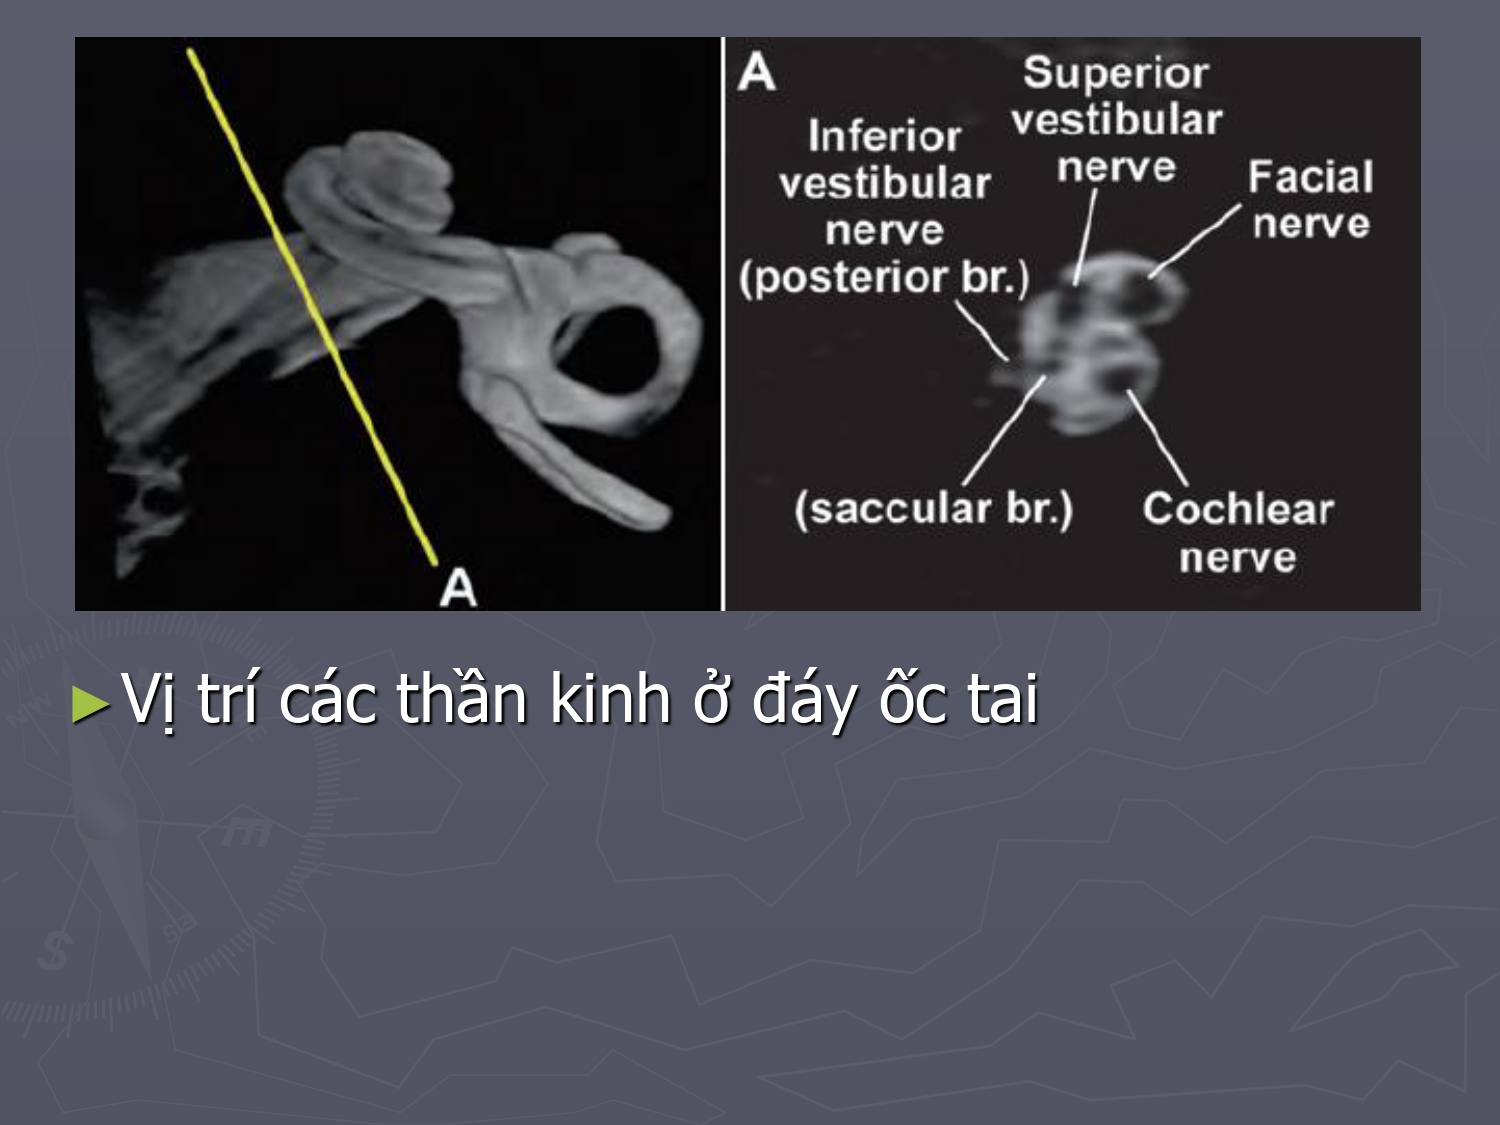 A
A
Superior
vestibular
nerve
Inferior
vestibular
nerve
(posterior br.)
Facial
nerve
(saccular br.)
Cochlear
nerve
Vị trí các thần kinh ở đáy ốc tai
E
S